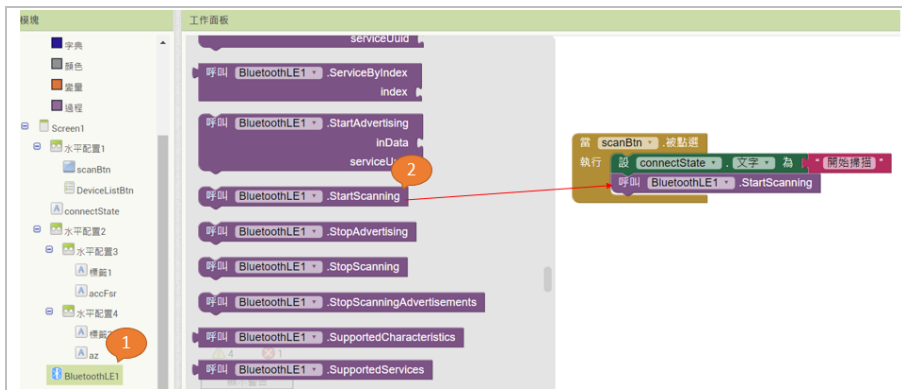 模塊
工作面板
字典
顏色
變量
過程
Screen1
水平配置1
scanBtn
DeviceListBtn
connectState
水平配置2
水平配置3
標籤1
accFsr
水平配置4
標籤
az
BluetoothLE1
1
serviceUuid
呼叫 BluetoothLE1 .ServiceByIndex
index
呼叫 BluetoothLE1 .StartAdvertising
inData
serviceU
2
呼叫 BluetoothLE1 .StartScanning
呼叫 BluetoothLE1 .StopAdvertising
呼叫 BluetoothLE1 .StopScanning
呼叫 BluetoothLE1 .StopScanningAdvertisements
呼叫 BluetoothLE1 .SupportedCharacteristics
4 1
呼叫 BluetoothLE1 .SupportedServices
當 scanBtn .被點選
執行 設 connectState . 文字 為 " 開始掃描 "
呼叫 BluetoothLE1 .StartScanning